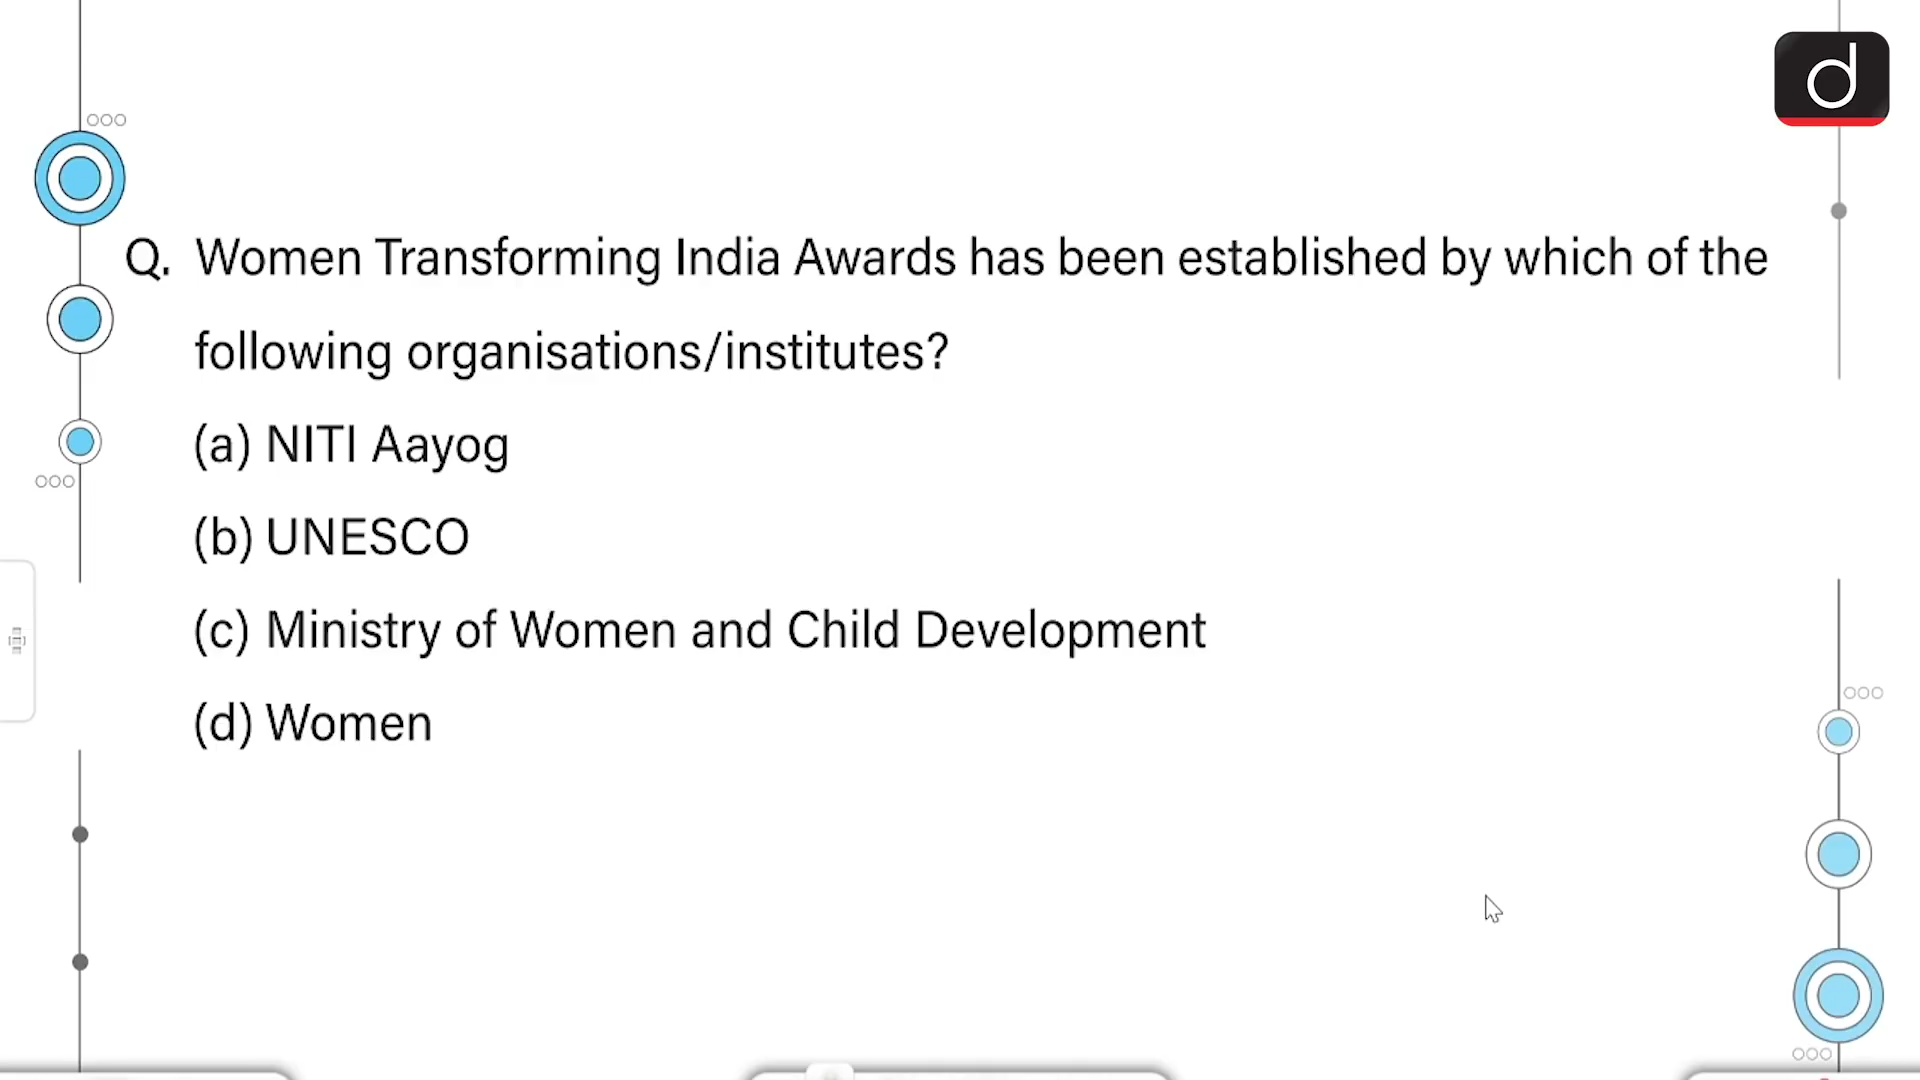 d
Q. Women Transforming India Awards has been established by which of the
following organisations/institutes?
(a) NITI Aayog
(b) UNESCO
(c) Ministry of Women and Child Development
(d) Women